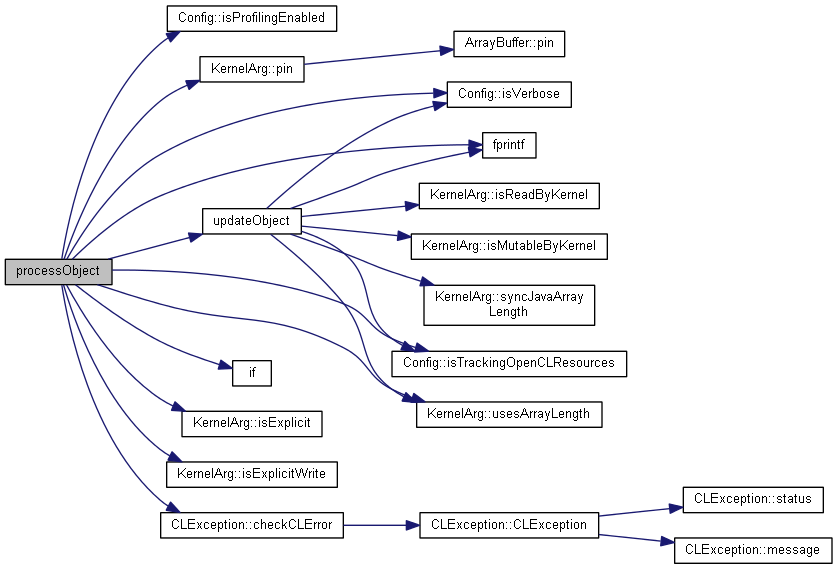 Config::isProfilingEnabled
ArrayBuffer::pin
KernelArg::pin
Config::isVerbose
fprintf
KernelArg::isReadByKernel
updateObject
KernelArg::isMutableByKernel
processObject
KernelArg::syncJavaArray
Length
Config::isTrackingOpenCLResources
if
KernelArg::usesArrayLength
KernelArg::isExplicit
KernelArg::isExplicitWrite
CLException::status
CLException::checkCLError
CLException::CLException
CLException::message